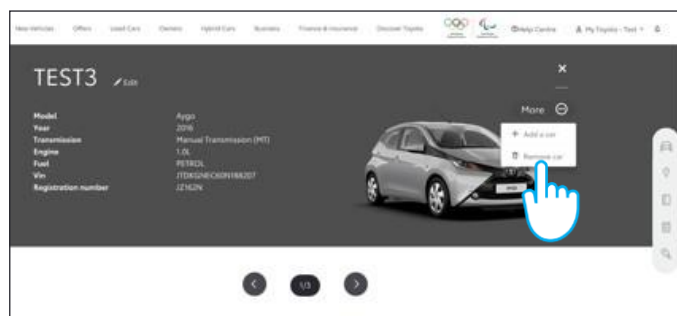 New Vehicles Offers Used Cars Owners Hybrid Cars Business Finance & Insurance Discover Toyota Help Centre My Toyota - Test
TEST3 Edit
More
Model Aygo
Year 2016
Transmission Manual Transmission (MT)
Engine 1.0L
Fuel PETROL
Vin
Registration number JZ162N
+ Add a car
Remove car
1/3